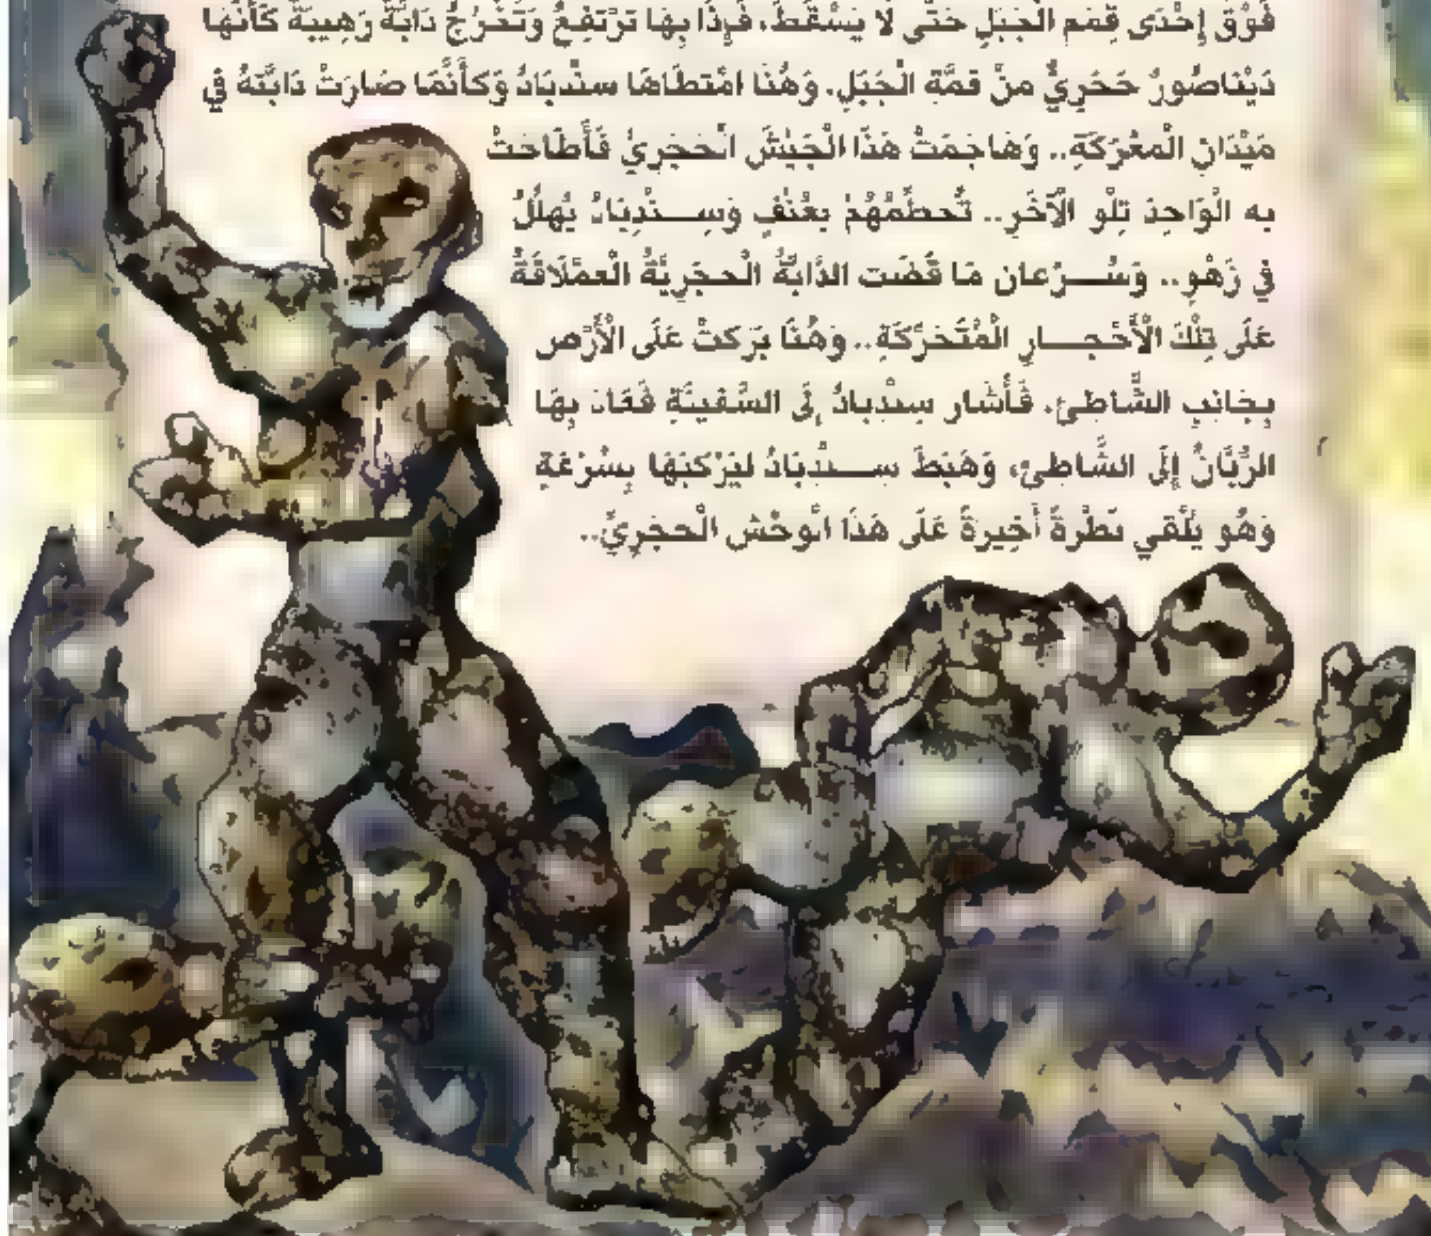 فَوْقَ إِحْدَى قِمَمِ الْجَبَلِ حَتَّى لَا يَسْقُطَ، فَإِذَا بِهَا تَرْتَفِعُ وَتَخْرُجُ دَابَّةٌ رَهِيبَةٌ كَأَنَّهَا
دَيْنَاصُورٌ حَجَرِيٌّ مِنْ قِمَّةِ الْجَبَلِ. وَهُنَا امْتَطَاهَا سِنْدِبَادُ وَكَأَنَّمَا صَارَتْ دَابَّتَهُ فِي
مَيْدَانِ الْمَعْرَكَةِ.. وَهَاجَمَتْ هَذَا الْجَيْشَ الْحَجَرِيَّ فَأَطَاحَتْ
بِهِ الْوَاحِدَ تِلْوَ الْآخَرِ.. تُحَطِّمُهُمْ بِعُنْفٍ وَسِنْدِبَادُ يُهَلِّلُ
فِي زَهْوٍ.. وَسُرْعَانَ مَا قَضَتِ الدَّابَّةُ الْحَجَرِيَّةُ الْعِمْلَاقَةُ
عَلَى تِلْكَ الْأَحْجَارِ الْمُتَحَرِّكَةِ.. وَهُنَا بَرَكَتْ عَلَى الْأَرْضِ
بِجَانِبِ الشَّاطِئِ، فَأَشَارَ سِنْدِبَادُ إِلَى السَّفِينَةِ فَعَادَ بِهَا
الرُّبَّانُ إِلَى الشَّاطِئِ، وَهَبَطَ سِنْدِبَادُ لِيَرْكَبَهَا بِسُرْعَةٍ
وَهُوَ يُلْقِي نَظْرَةً أَخِيرَةً عَلَى هَذَا الْوَحْشِ الْحَجَرِيِّ..